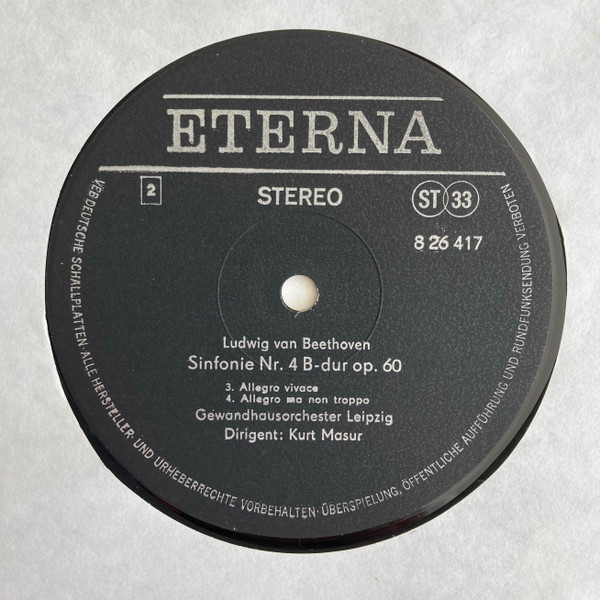 ETERNA
2
STEREO
ST 33
8 26 417
Ludwig van Beethoven
Sinfonie Nr. 4 B-dur op. 60
3. Allegro vivace
4. Allegro ma non troppo
Gewandhausorchester Leipzig
Dirigent: Kurt Masur
VEB DEUTSCHE SCHALLPLATTEN · ALLE HERSTELLER- UND URHEBERRECHTE VORBEHALTEN · ÜBERSPIELUNG, ÖFFENTLICHE AUFFÜHRUNG UND RUNDFUNKSENDUNG VERBOTEN